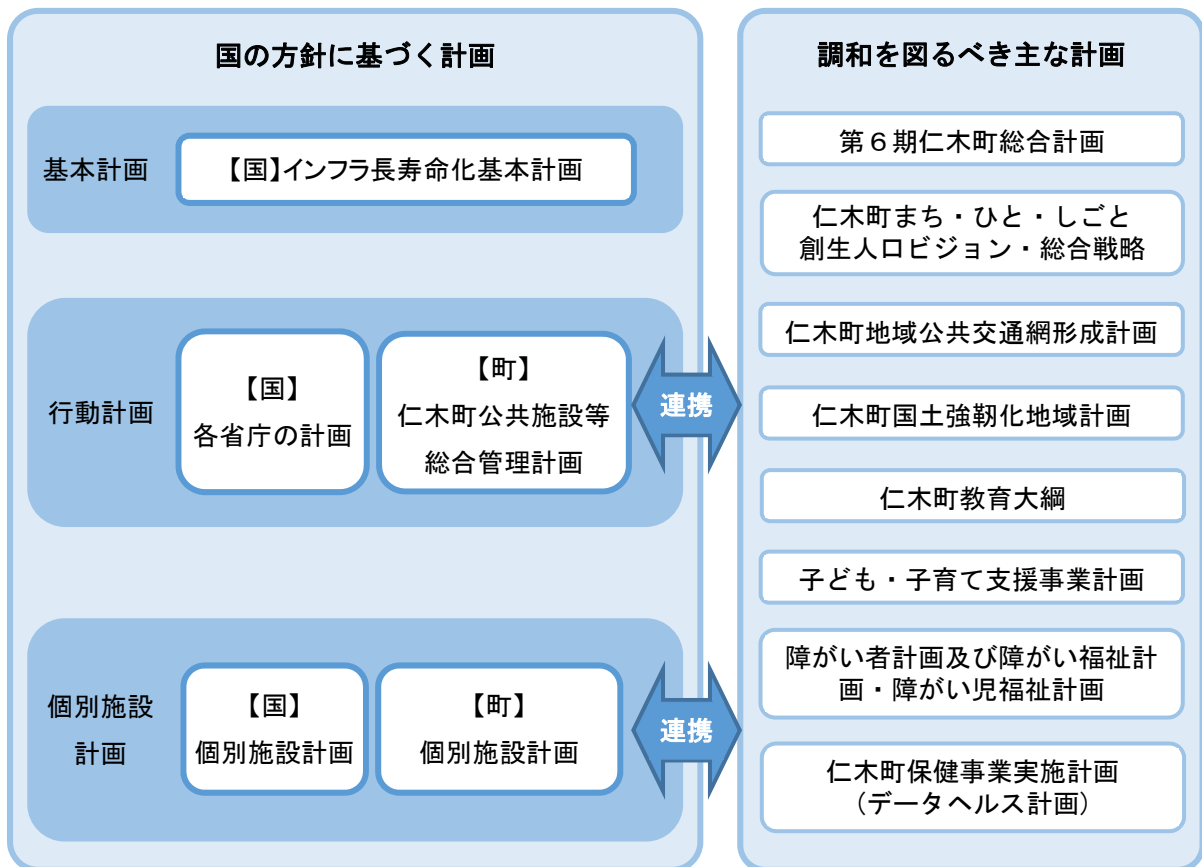 国の方針に基づく計画
基本計画
【国】インフラ長寿命化基本計画
行動計画
【国】
各省庁の計画
【町】
仁木町公共施設等
総合管理計画
連携
個別施設
計画
【国】
個別施設計画
【町】
個別施設計画
連携
調和を図るべき主な計画
第6期仁木町総合計画
仁木町まち・ひと・しごと
創生人口ビジョン・総合戦略
仁木町地域公共交通網形成計画
仁木町国土強靭化地域計画
仁木町教育大綱
子ども・子育て支援事業計画
障がい者計画及び障がい福祉計
画・障がい児福祉計画
仁木町保健事業実施計画
（データヘルス計画）